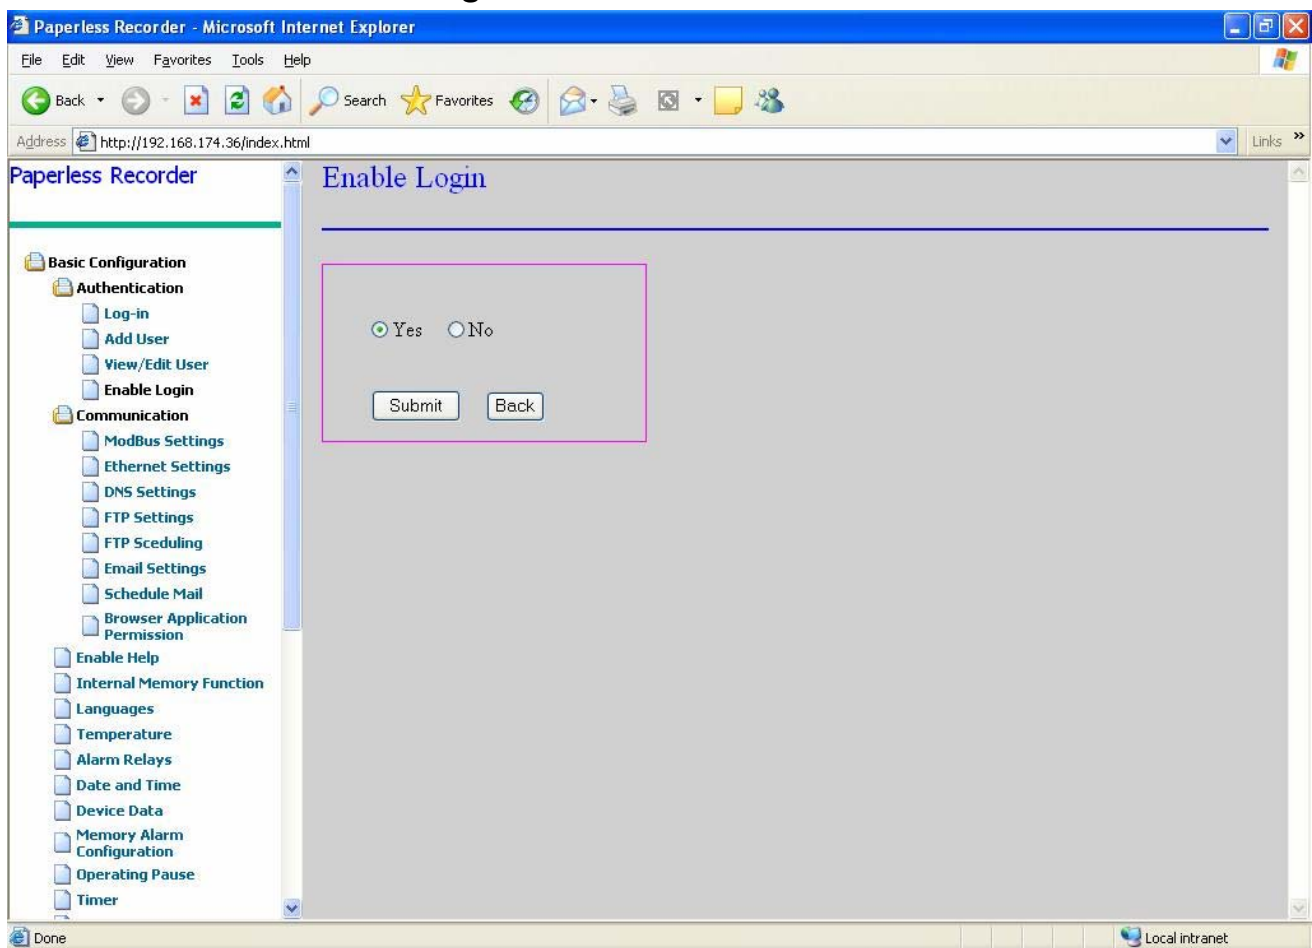 Paperless Recorder - Microsoft Internet Explorer
File Edit View Favorites Tools Help
Back Search Favorites
Address http://192.168.174.36/index.html Links »
Paperless Recorder
Enable Login
Basic Configuration
Authentication
Log-in
Add User
View/Edit User
Enable Login
Communication
ModBus Settings
Ethernet Settings
DNS Settings
FTP Settings
FTP Sceduling
Email Settings
Schedule Mail
Browser Application
Permission
Enable Help
Internal Memory Function
Languages
Temperature
Alarm Relays
Date and Time
Device Data
Memory Alarm
Configuration
Operating Pause
Timer
Yes No
Submit Back
Done Local intranet